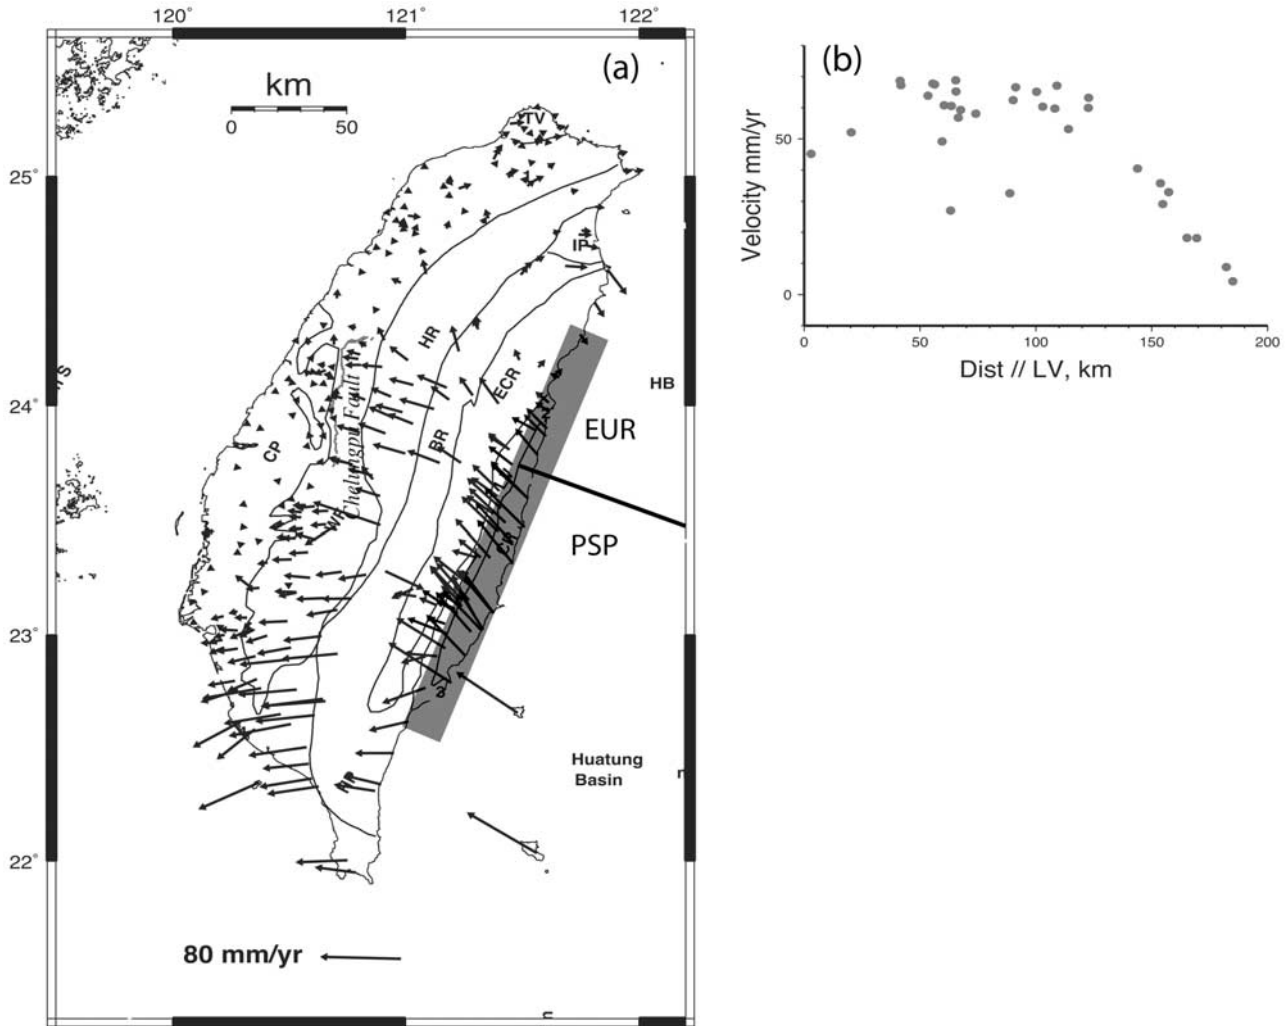 120° 121° 122°
(a)
km
0 50
TV
25°
IP
HR
24°
ECR
HB
EUR
BR
CP
Chelungpu Fault
PSP
CR
23°
2
Huatung
Basin
22°
80 mm/yr
(b)
Velocity mm/yr
50
0
0 50 100 150 200
Dist // LV, km